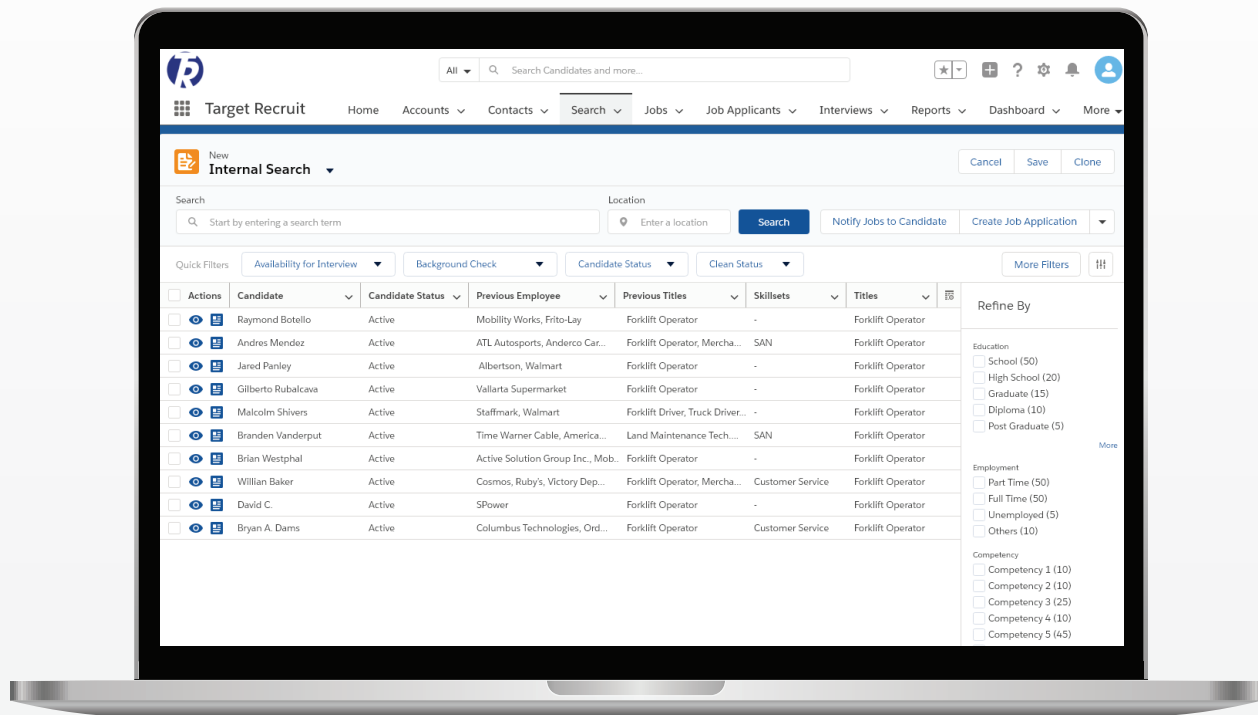 TR
All Search Candidates and more...
Target Recruit Home Accounts Contacts Search Jobs Job Applicants Interviews Reports Dashboard More
New
Internal Search
Cancel Save Clone
Search Location
Start by entering a search term Enter a location Search Notify Jobs to Candidate Create Job Application
Quick Filters Availability for Interview Background Check Candidate Status Clean Status More Filters
Actions Candidate Candidate Status Previous Employee Previous Titles Skillsets Titles
Raymond Botello Active Mobility Works, Frito-Lay Forklift Operator - Forklift Operator
Andres Mendez Active ATL Autosports, Anderco Car... Forklift Operator, Mercha... SAN Forklift Operator
Jared Panley Active Albertson, Walmart Forklift Operator - Forklift Operator
Gilberto Rubalcava Active Vallarta Supermarket Forklift Operator - Forklift Operator
Malcolm Shivers Active Staffmark, Walmart Forklift Driver, Truck Driver... - Forklift Operator
Branden Vanderput Active Time Warner Cable, America... Land Maintenance Tech.... SAN Forklift Operator
Brian Westphal Active Active Solution Group Inc., Mob.. Forklift Operator - Forklift Operator
Willian Baker Active Cosmos, Ruby's, Victory Dep... Forklift Operator, Mercha... Customer Service Forklift Operator
David C. Active SPower Forklift Operator - Forklift Operator
Bryan A. Dams Active Columbus Technologies, Ord... Forklift Operator Customer Service Forklift Operator
Refine By
Education
School (50)
High School (20)
Graduate (15)
Diploma (10)
Post Graduate (5)
More
Employment
Part Time (50)
Full Time (50)
Unemployed (5)
Others (10)
Competency
Competency 1 (10)
Competency 2 (10)
Competency 3 (25)
Competency 4 (10)
Competency 5 (45)